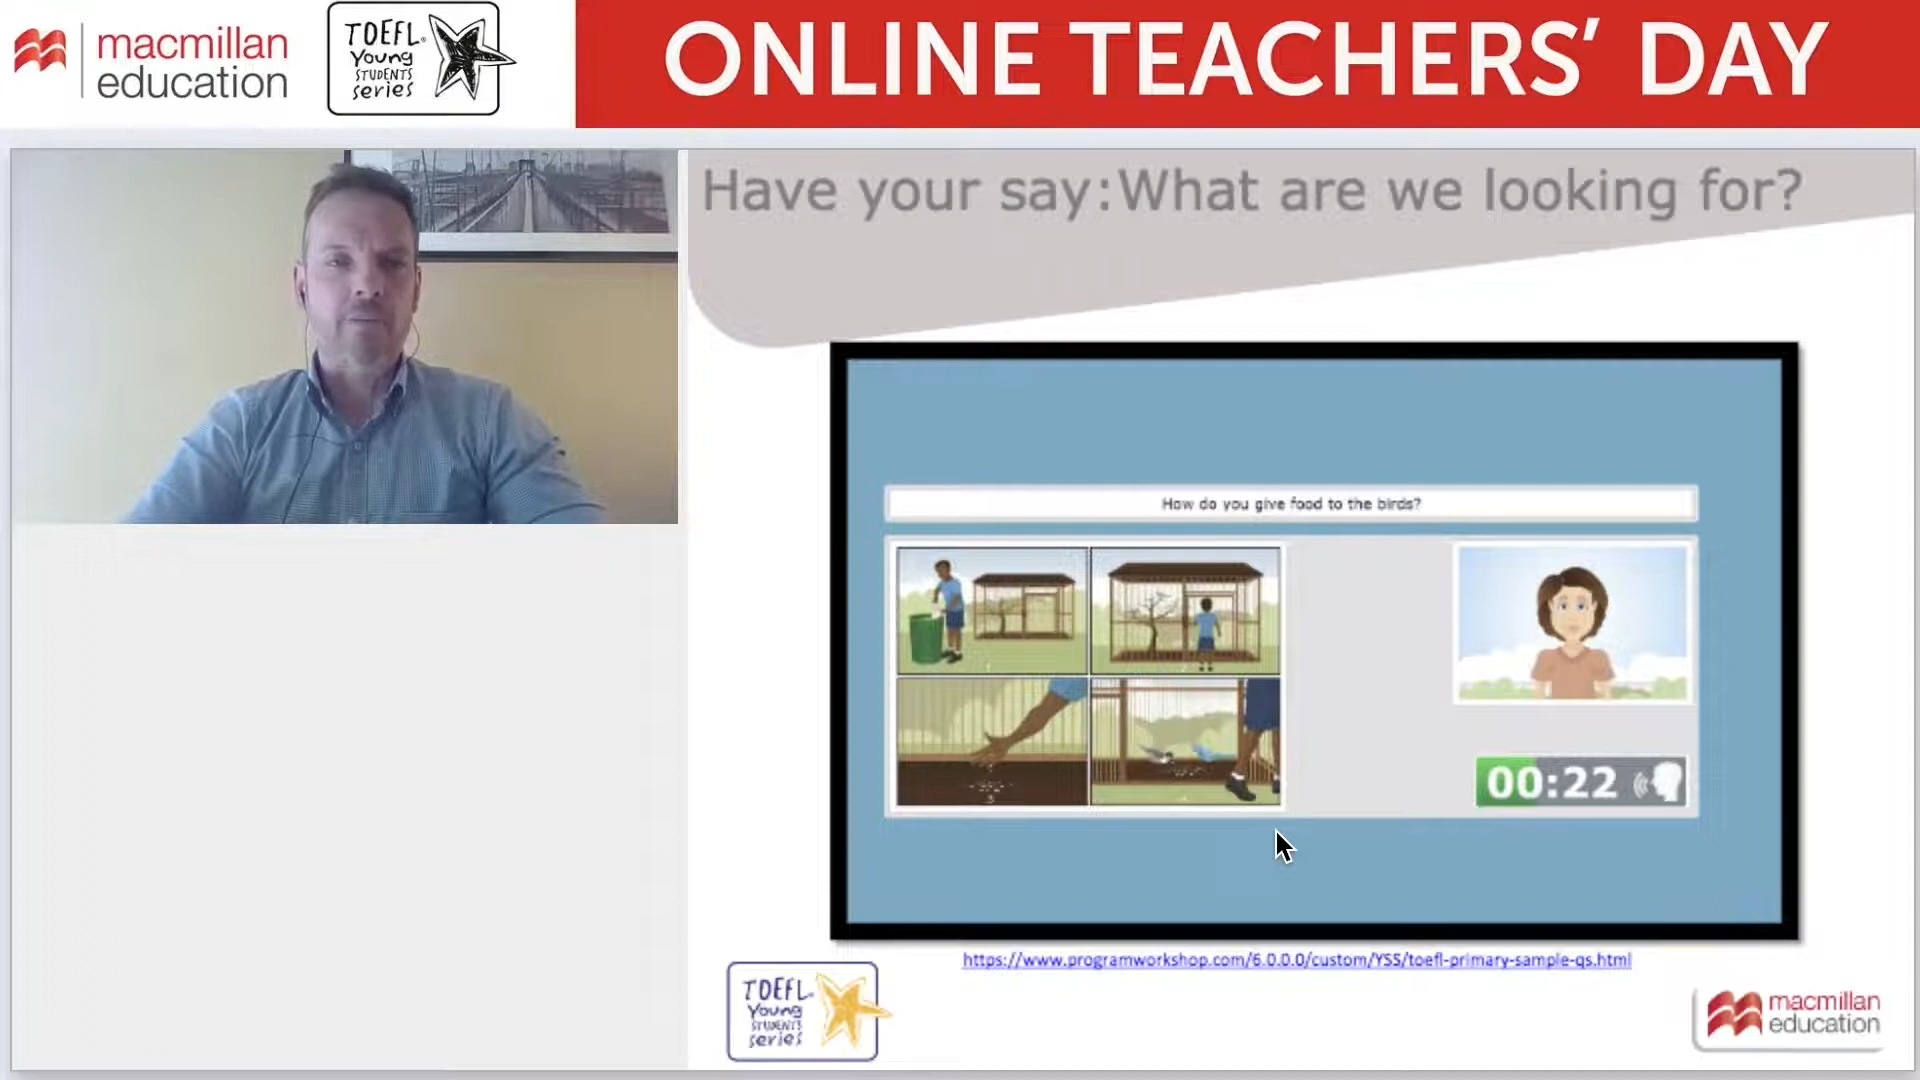 macmillan
education
TOEFL®
Young
STUDENTS
series
ONLINE TEACHERS' DAY
Have your say:What are we looking for?
How do you give food to the birds?
00:22
https://www.programworkshop.com/6.0.0.0/custom/YSS/toefl-primary-sample-qs.html
TOEFL
Young
STUDENTS
series
macmillan
education